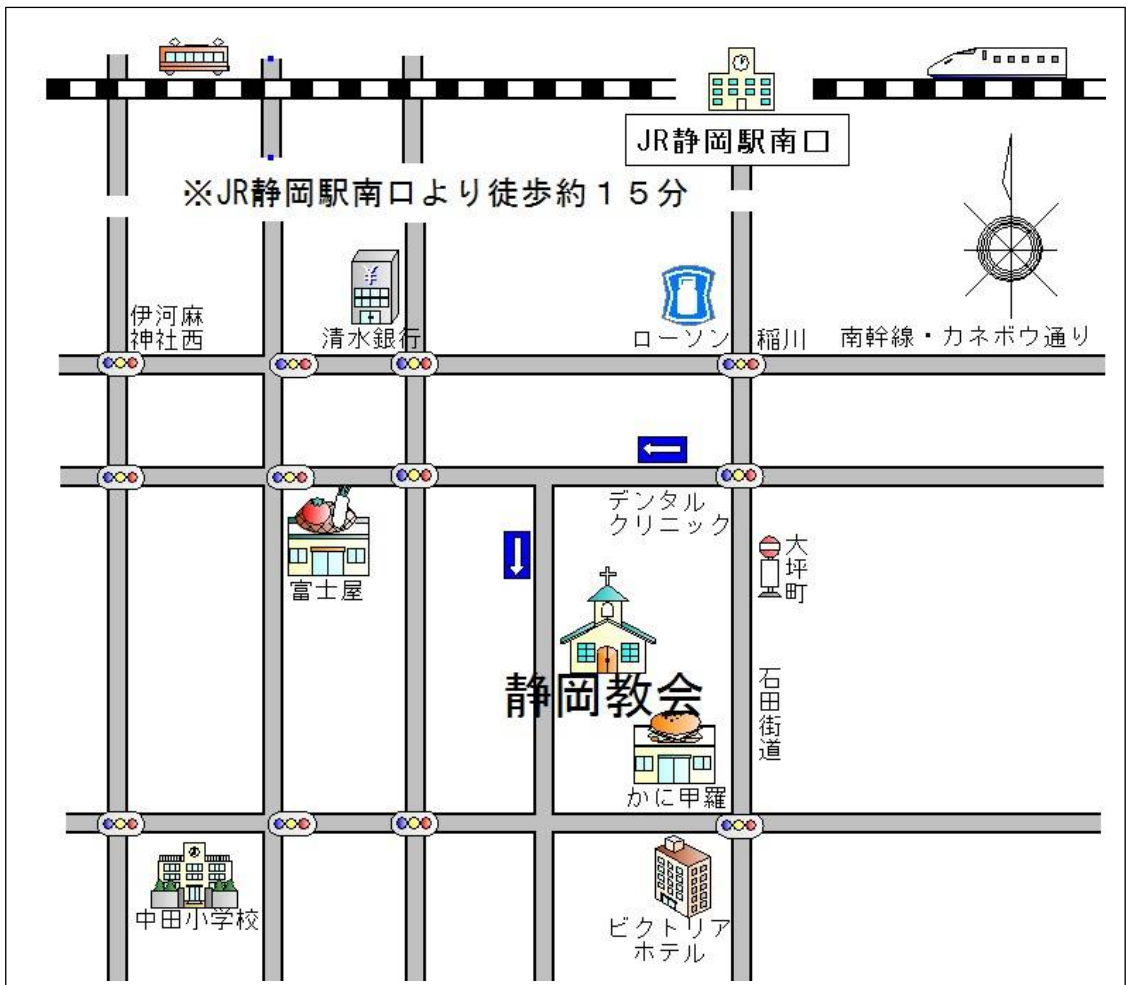 JR静岡駅南口
※JR静岡駅南口より徒歩約15分
¥
伊河麻
神社西
清水銀行
ローソン
稲川
南幹線・カネボウ通り
デンタル
クリニック
富士屋
大坪町
静岡教会
石田街道
かに甲羅
中田小学校
ビクトリア
ホテル